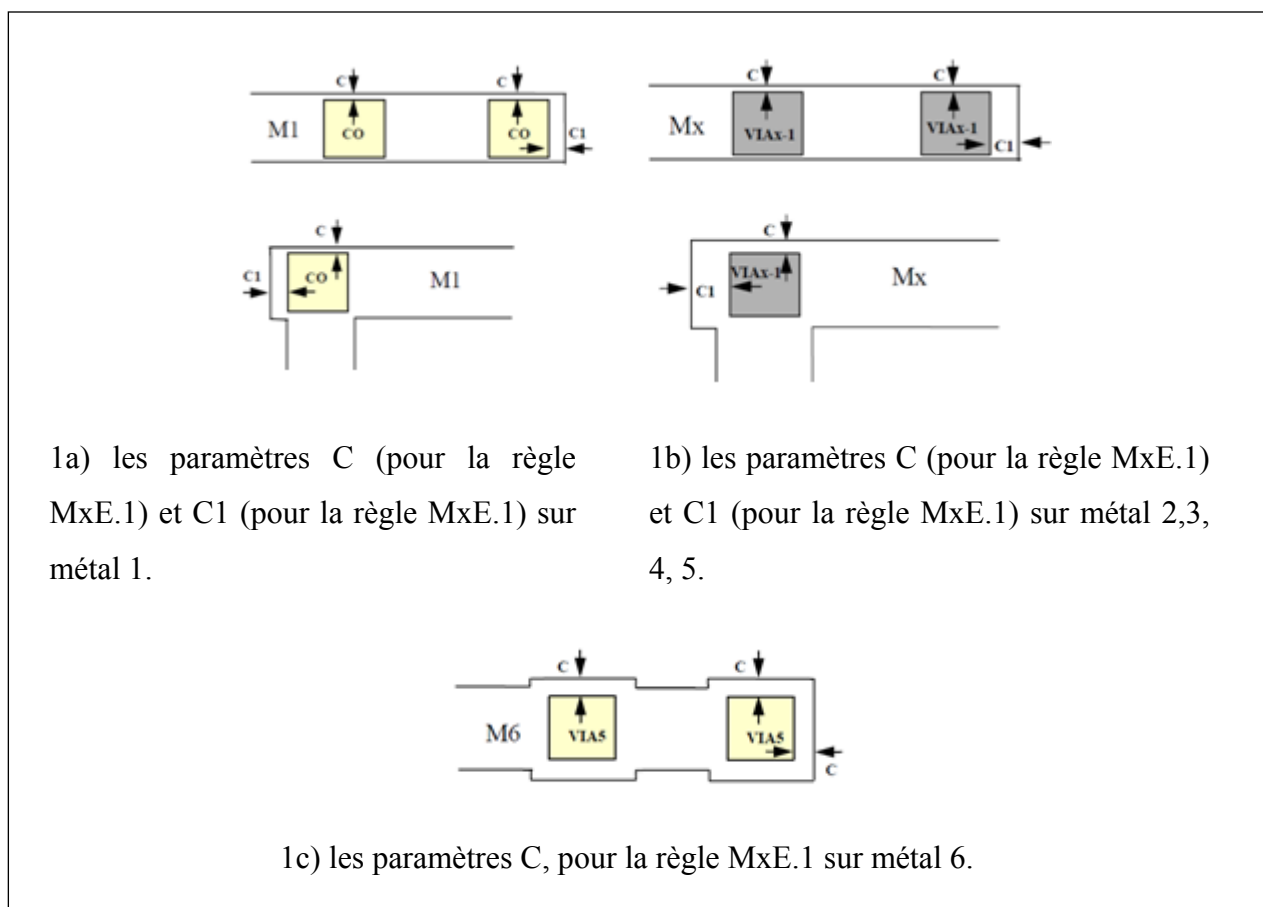 C C
M1 CO CO C1
C C
Mx VIAx-1 VIAx-1 C1
C
C1 CO M1
C
C1 VIAx-1 Mx
1a) les paramètres C (pour la règle
MxE.1) et C1 (pour la règle MxE.1) sur
métal 1.
1b) les paramètres C (pour la règle MxE.1)
et C1 (pour la règle MxE.1) sur métal 2,3,
4, 5.
C C
M6 VIA5 VIA5
C
1c) les paramètres C, pour la règle MxE.1 sur métal 6.